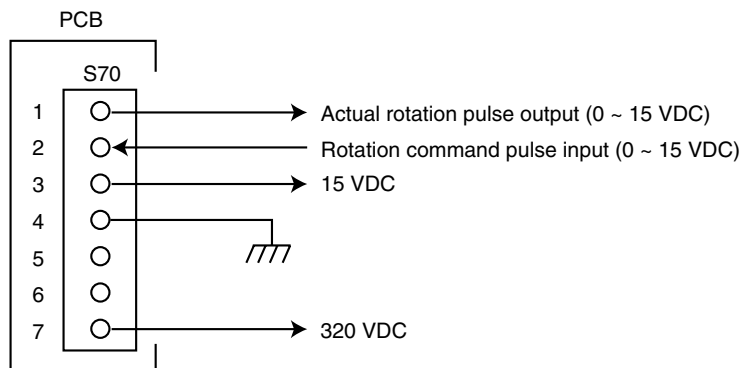 PCB
S70
1 Actual rotation pulse output (0 ~ 15 VDC)
2 Rotation command pulse input (0 ~ 15 VDC)
3 15 VDC
4
5
6
7 320 VDC